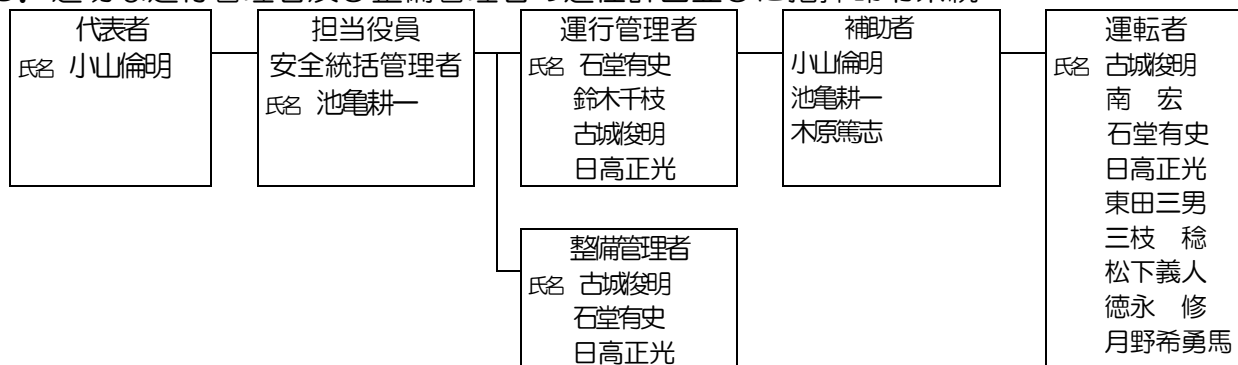 代表者
氏名 小山倫明
担当役員
安全統括管理者
氏名 池亀耕一
運行管理者
氏名 石堂有史
鈴木千枝
古城俊明
日高正光
補助者
小山倫明
池亀耕一
木原篤志
運転者
氏名 古城俊明
南　宏
石堂有史
日高正光
東田三男
三枝　稔
松下義人
徳永　修
月野希勇馬
整備管理者
氏名 古城俊明
石堂有史
日高正光